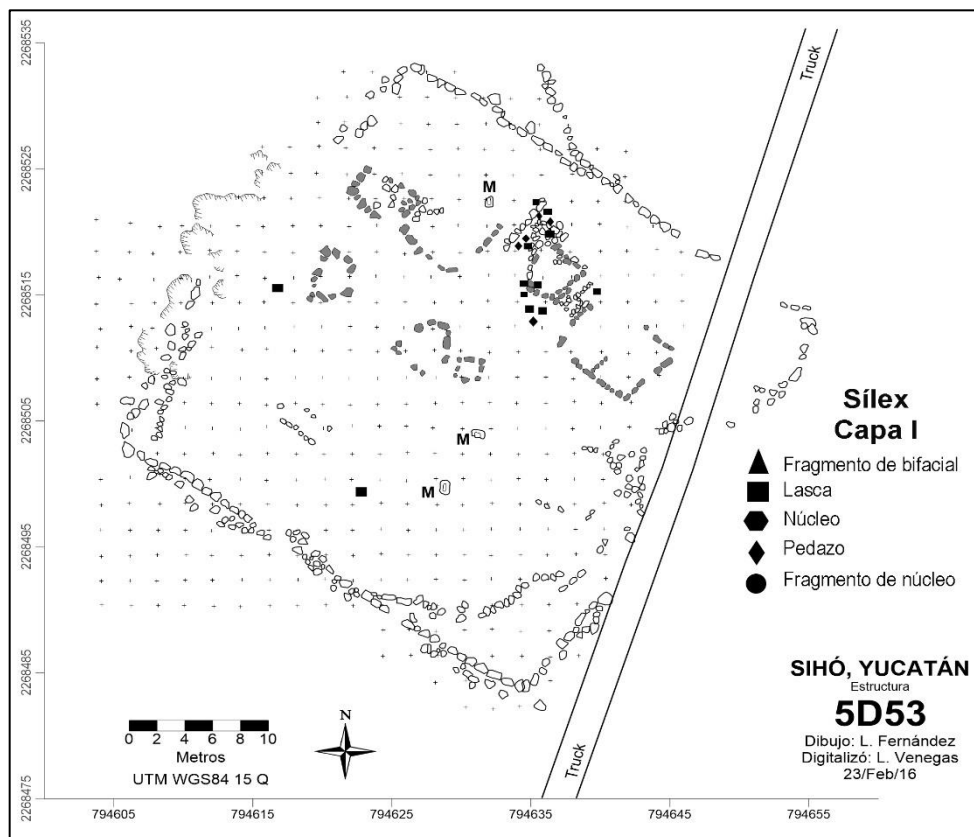 2268535
2268525
2268515
2268505
2268495
2268485
2268475
794605
794615
794625
794635
794645
794655
Truck
M
M
M
Truck
Sílex
Capa I
Fragmento de bifacial
Lasca
Núcleo
Pedazo
Fragmento de núcleo
SIHÓ, YUCATÁN
Estructura
5D53
Dibujo: L. Fernández
Digitalizó: L. Venegas
23/Feb/16
0 2 4 6 8 10
Metros
UTM WGS84 15 Q
N